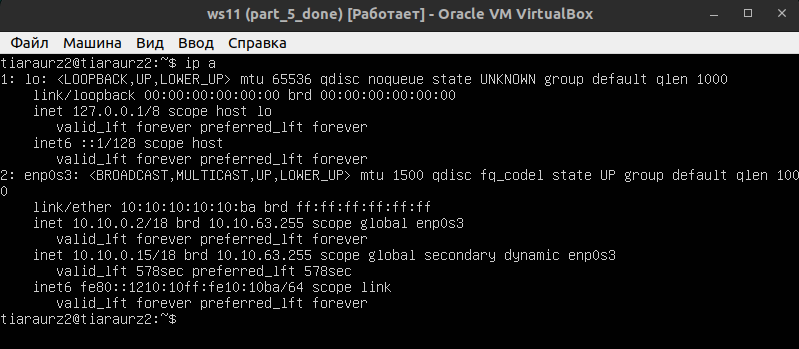 ws11 (part_5_done) [Работает] - Oracle VM VirtualBox
Файл Машина Вид Ввод Справка
tiaraurz2@tiaraurz2:~$ ip a
1: lo: <LOOPBACK,UP,LOWER_UP> mtu 65536 qdisc noqueue state UNKNOWN group default qlen 1000
    link/loopback 00:00:00:00:00:00 brd 00:00:00:00:00:00
    inet 127.0.0.1/8 scope host lo
       valid_lft forever preferred_lft forever
    inet6 ::1/128 scope host
       valid_lft forever preferred_lft forever
2: enp0s3: <BROADCAST,MULTICAST,UP,LOWER_UP> mtu 1500 qdisc fq_codel state UP group default qlen 100
0
    link/ether 10:10:10:10:10:ba brd ff:ff:ff:ff:ff:ff
    inet 10.10.0.2/18 brd 10.10.63.255 scope global enp0s3
       valid_lft forever preferred_lft forever
    inet 10.10.0.15/18 brd 10.10.63.255 scope global secondary dynamic enp0s3
       valid_lft 578sec preferred_lft 578sec
    inet6 fe80::1210:10ff:fe10:10ba/64 scope link
       valid_lft forever preferred_lft forever
tiaraurz2@tiaraurz2:~$